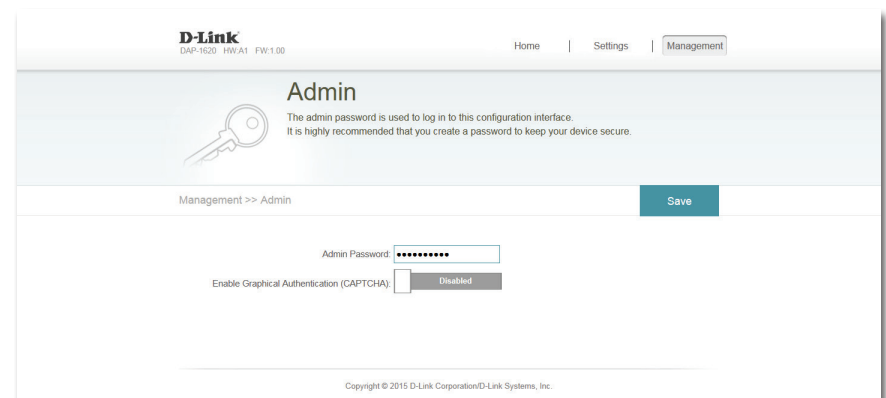 D-Link
DAP-1620 HW:A1 FW:1.00
Home | Settings | Management
Admin
The admin password is used to log in to this configuration interface.
It is highly recommended that you create a password to keep your device secure.
Management >> Admin
Save
Admin Password: ••••••••••
Enable Graphical Authentication (CAPTCHA): Disabled
Copyright © 2015 D-Link Corporation/D-Link Systems, Inc.